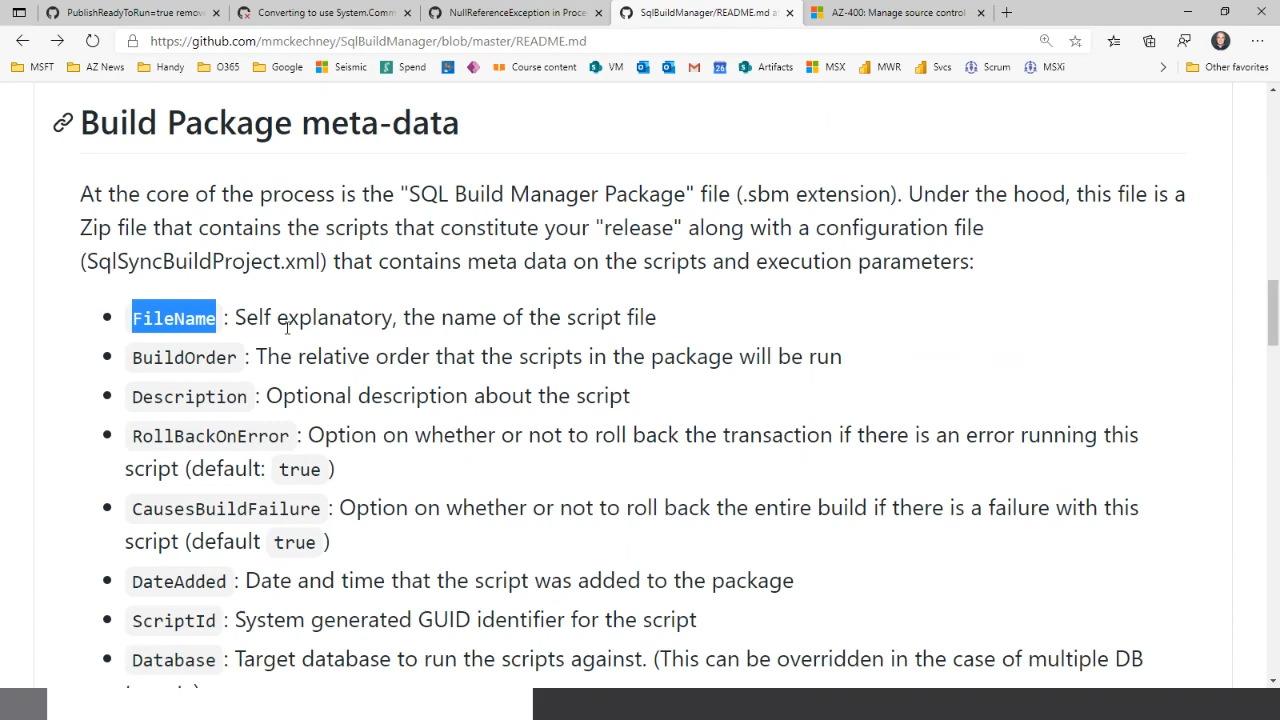 PublishReadyToRun=true remove
Converting to use System.Comm
NullReferenceException in Proce
SqlBuildManager/README.md a
AZ-400: Manage source control
https://github.com/mmckechney/SqlBuildManager/blob/master/README.md
MSFT
AZ News
Handy
O365
Google
Seismic
Spend
Course content
VM
26
Artifacts
MSX
MWR
Svcs
Scrum
MSXi
Other favorites
Build Package meta-data
At the core of the process is the "SQL Build Manager Package" file (.sbm extension). Under the hood, this file is a
Zip file that contains the scripts that constitute your "release" along with a configuration file
(SqlSyncBuildProject.xml) that contains meta data on the scripts and execution parameters:
• FileName : Self explanatory, the name of the script file
• BuildOrder : The relative order that the scripts in the package will be run
• Description : Optional description about the script
• RollBackOnError : Option on whether or not to roll back the transaction if there is an error running this
script (default: true )
• CausesBuildFailure : Option on whether or not to roll back the entire build if there is a failure with this
script (default true )
• DateAdded : Date and time that the script was added to the package
• ScriptId : System generated GUID identifier for the script
• Database : Target database to run the scripts against. (This can be overridden in the case of multiple DB